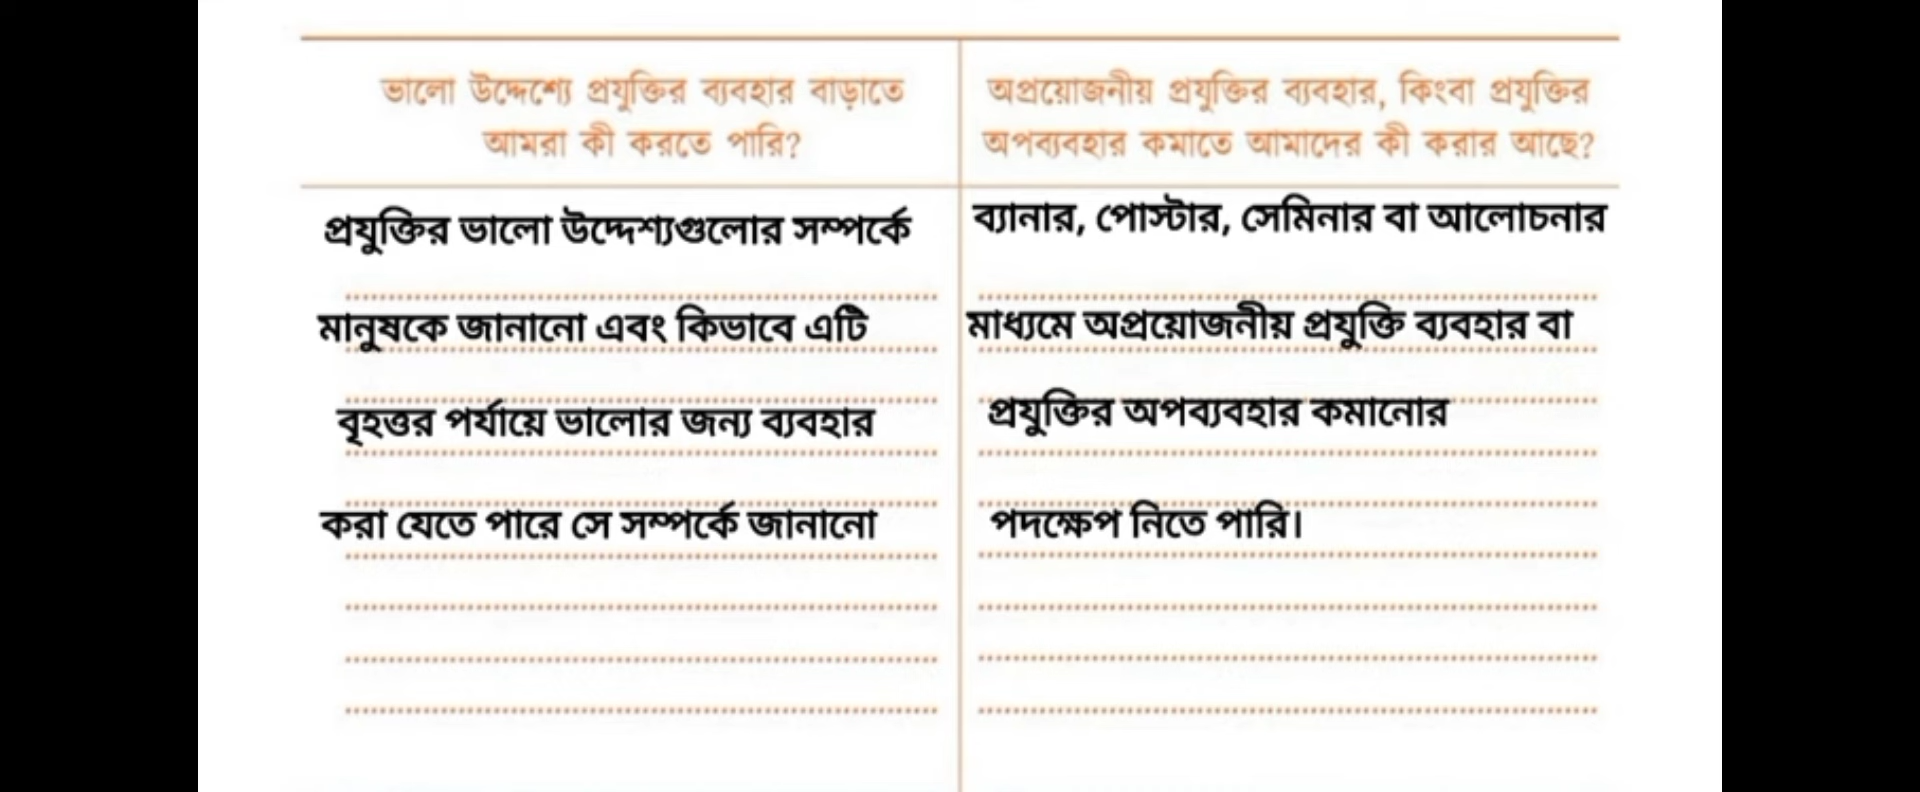 ভালো উদ্দেশ্যে প্রযুক্তির ব্যবহার বাড়াতে
আমরা কী করতে পারি?
প্রযুক্তির ভালো উদ্দেশ্যগুলোর সম্পর্কে
মানুষকে জানানো এবং কিভাবে এটি
বৃহত্তর পর্যায়ে ভালোর জন্য ব্যবহার
করা যেতে পারে সে সম্পর্কে জানানো
অপ্রয়োজনীয় প্রযুক্তির ব্যবহার, কিংবা প্রযুক্তির
অপব্যবহার কমাতে আমাদের কী করার আছে?
ব্যানার, পোস্টার, সেমিনার বা আলোচনার
মাধ্যমে অপ্রয়োজনীয় প্রযুক্তি ব্যবহার বা
প্রযুক্তির অপব্যবহার কমানোর
পদক্ষেপ নিতে পারি।